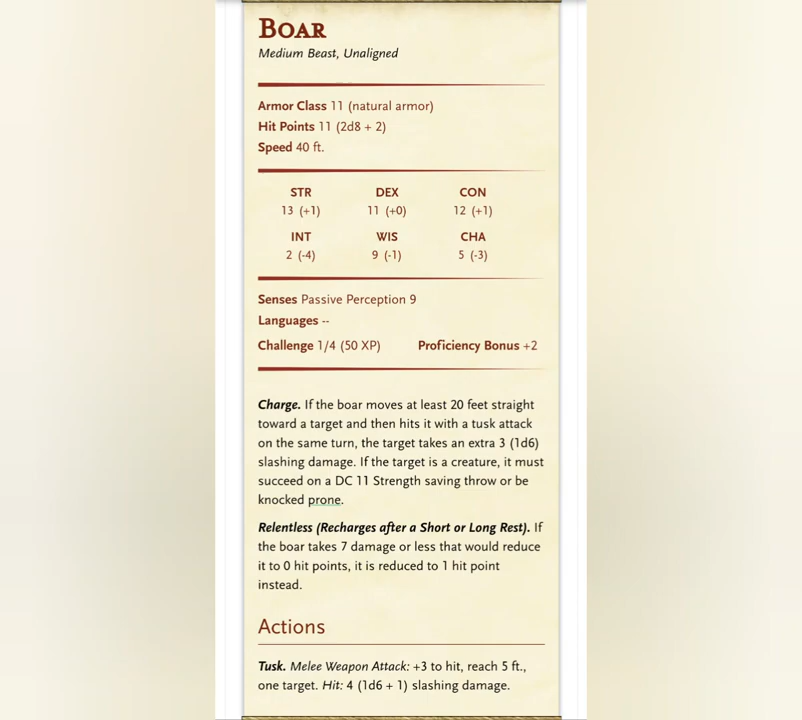 Boar
Medium Beast, Unaligned
Armor Class 11 (natural armor)
Hit Points 11 (2d8 + 2)
Speed 40 ft.
STR DEX CON
13 (+1) 11 (+0) 12 (+1)
INT WIS CHA
2 (-4) 9 (-1) 5 (-3)
Senses Passive Perception 9
Languages --
Challenge 1/4 (50 XP) Proficiency Bonus +2
Charge. If the boar moves at least 20 feet straight
toward a target and then hits it with a tusk attack
on the same turn, the target takes an extra 3 (1d6)
slashing damage. If the target is a creature, it must
succeed on a DC 11 Strength saving throw or be
knocked prone.
Relentless (Recharges after a Short or Long Rest). If
the boar takes 7 damage or less that would reduce
it to 0 hit points, it is reduced to 1 hit point
instead.
Actions
Tusk. Melee Weapon Attack: +3 to hit, reach 5 ft.,
one target. Hit: 4 (1d6 + 1) slashing damage.